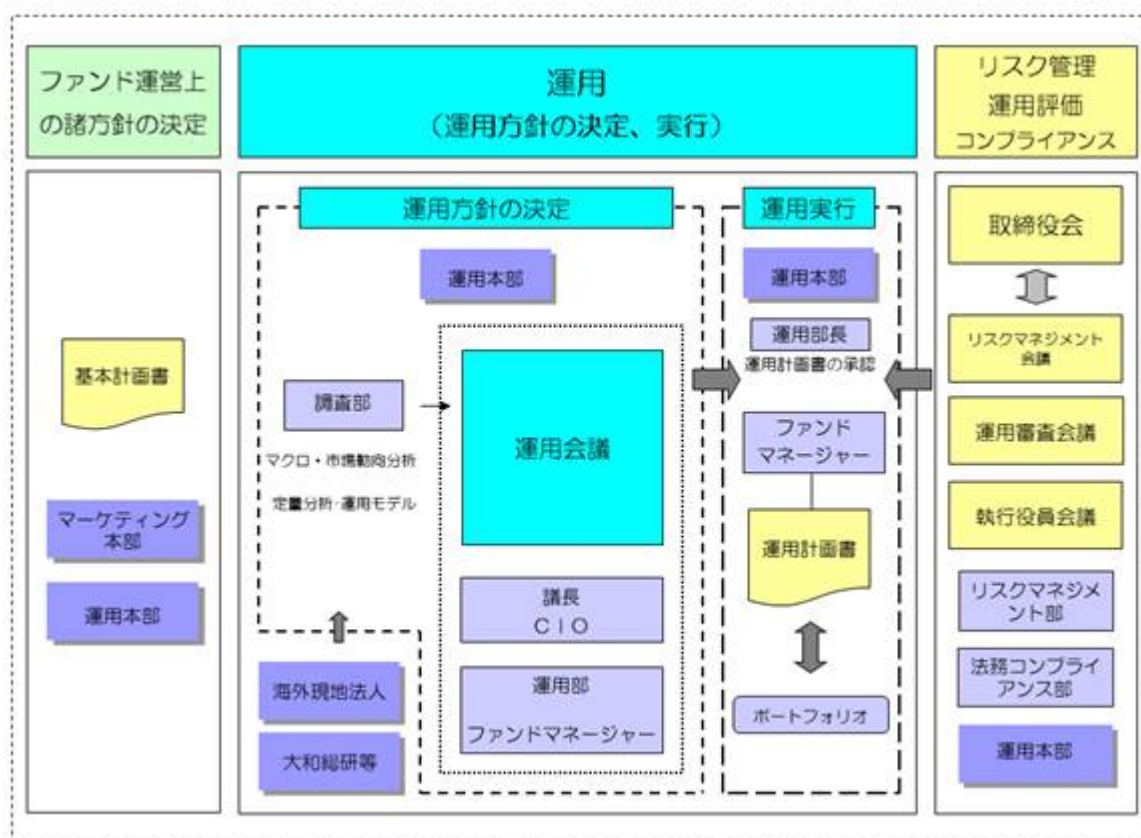 ファンド運営上
の諸方針の決定
運用
（運用方針の決定、実行）
リスク管理
運用評価
コンプライアンス
基本計画書
マーケティング
本部
運用本部
運用方針の決定
運用本部
調査部
マクロ・市場動向分析
定量分析・運用モデル
運用会議
議長
ＣＩＯ
運用部
ファンドマネージャー
海外現地法人
大和総研等
運用実行
運用本部
運用部長
運用計画書の承認
ファンド
マネージャー
運用計画書
ポートフォリオ
取締役会
リスクマネジメント
会議
運用審査会議
執行役員会議
リスクマネジメ
ント部
法務コンプライ
アンス部
運用本部